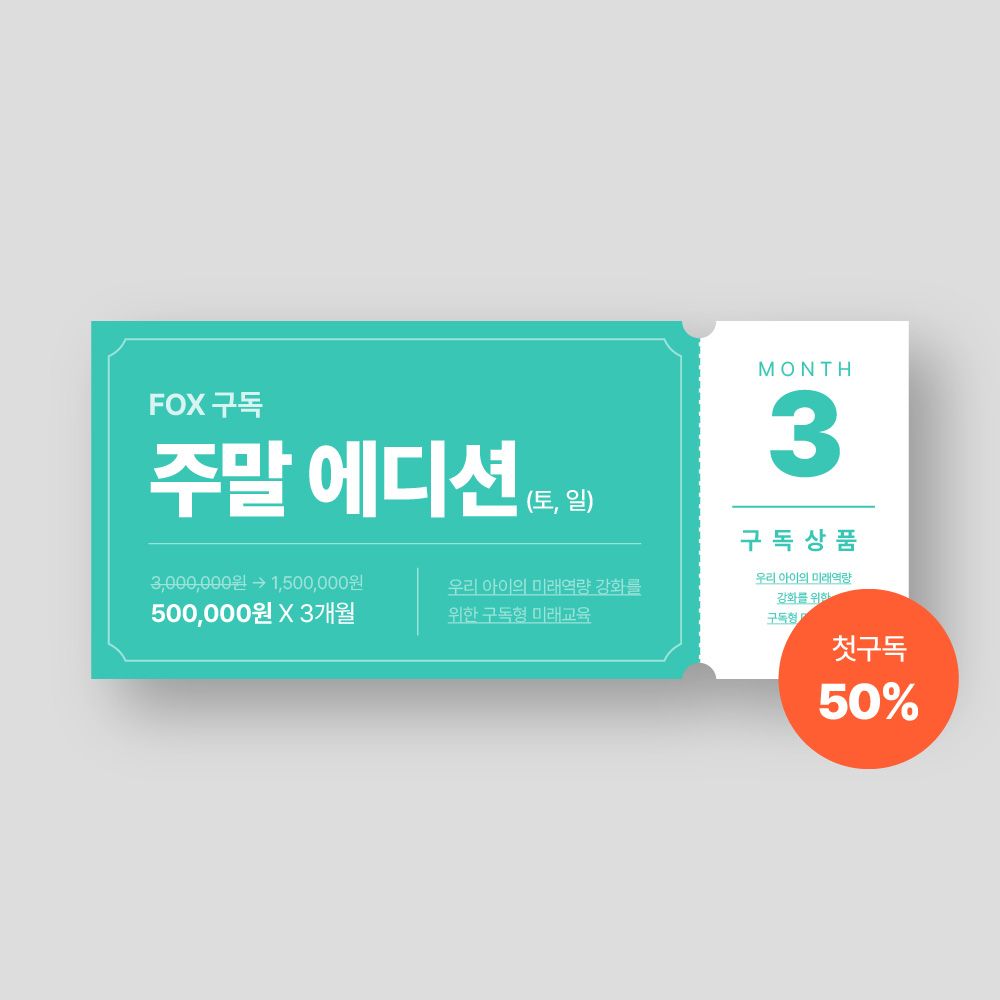 FOX 구독
주말 에디션 (토, 일)
3,000,000원 → 1,500,000원
500,000원 X 3개월
우리 아이의 미래역량 강화를
위한 구독형 미래교육
MONTH
3
구독상품
우리 아이의 미래역량
강화를 위한
구독형
첫구독
50%